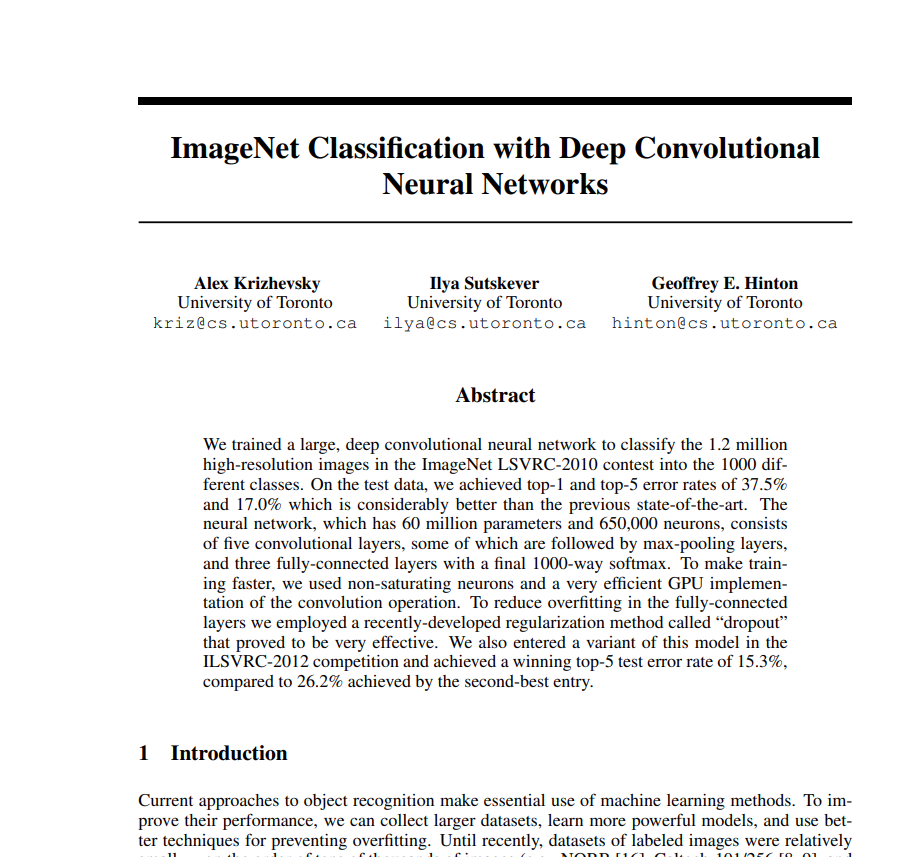 ImageNet Classification with Deep Convolutional
Neural Networks
Alex Krizhevsky
University of Toronto
kriz@cs.utoronto.ca
Ilya Sutskever
University of Toronto
ilya@cs.utoronto.ca
Geoffrey E. Hinton
University of Toronto
hinton@cs.utoronto.ca
Abstract
We trained a large, deep convolutional neural network to classify the 1.2 million
high-resolution images in the ImageNet LSVRC-2010 contest into the 1000 dif-
ferent classes. On the test data, we achieved top-1 and top-5 error rates of 37.5%
and 17.0% which is considerably better than the previous state-of-the-art. The
neural network, which has 60 million parameters and 650,000 neurons, consists
of five convolutional layers, some of which are followed by max-pooling layers,
and three fully-connected layers with a final 1000-way softmax. To make train-
ing faster, we used non-saturating neurons and a very efficient GPU implemen-
tation of the convolution operation. To reduce overfitting in the fully-connected
layers we employed a recently-developed regularization method called “dropout”
that proved to be very effective. We also entered a variant of this model in the
ILSVRC-2012 competition and achieved a winning top-5 test error rate of 15.3%,
compared to 26.2% achieved by the second-best entry.
1 Introduction
Current approaches to object recognition make essential use of machine learning methods. To im-
prove their performance, we can collect larger datasets, learn more powerful models, and use bet-
ter techniques for preventing overfitting. Until recently, datasets of labeled images were relatively